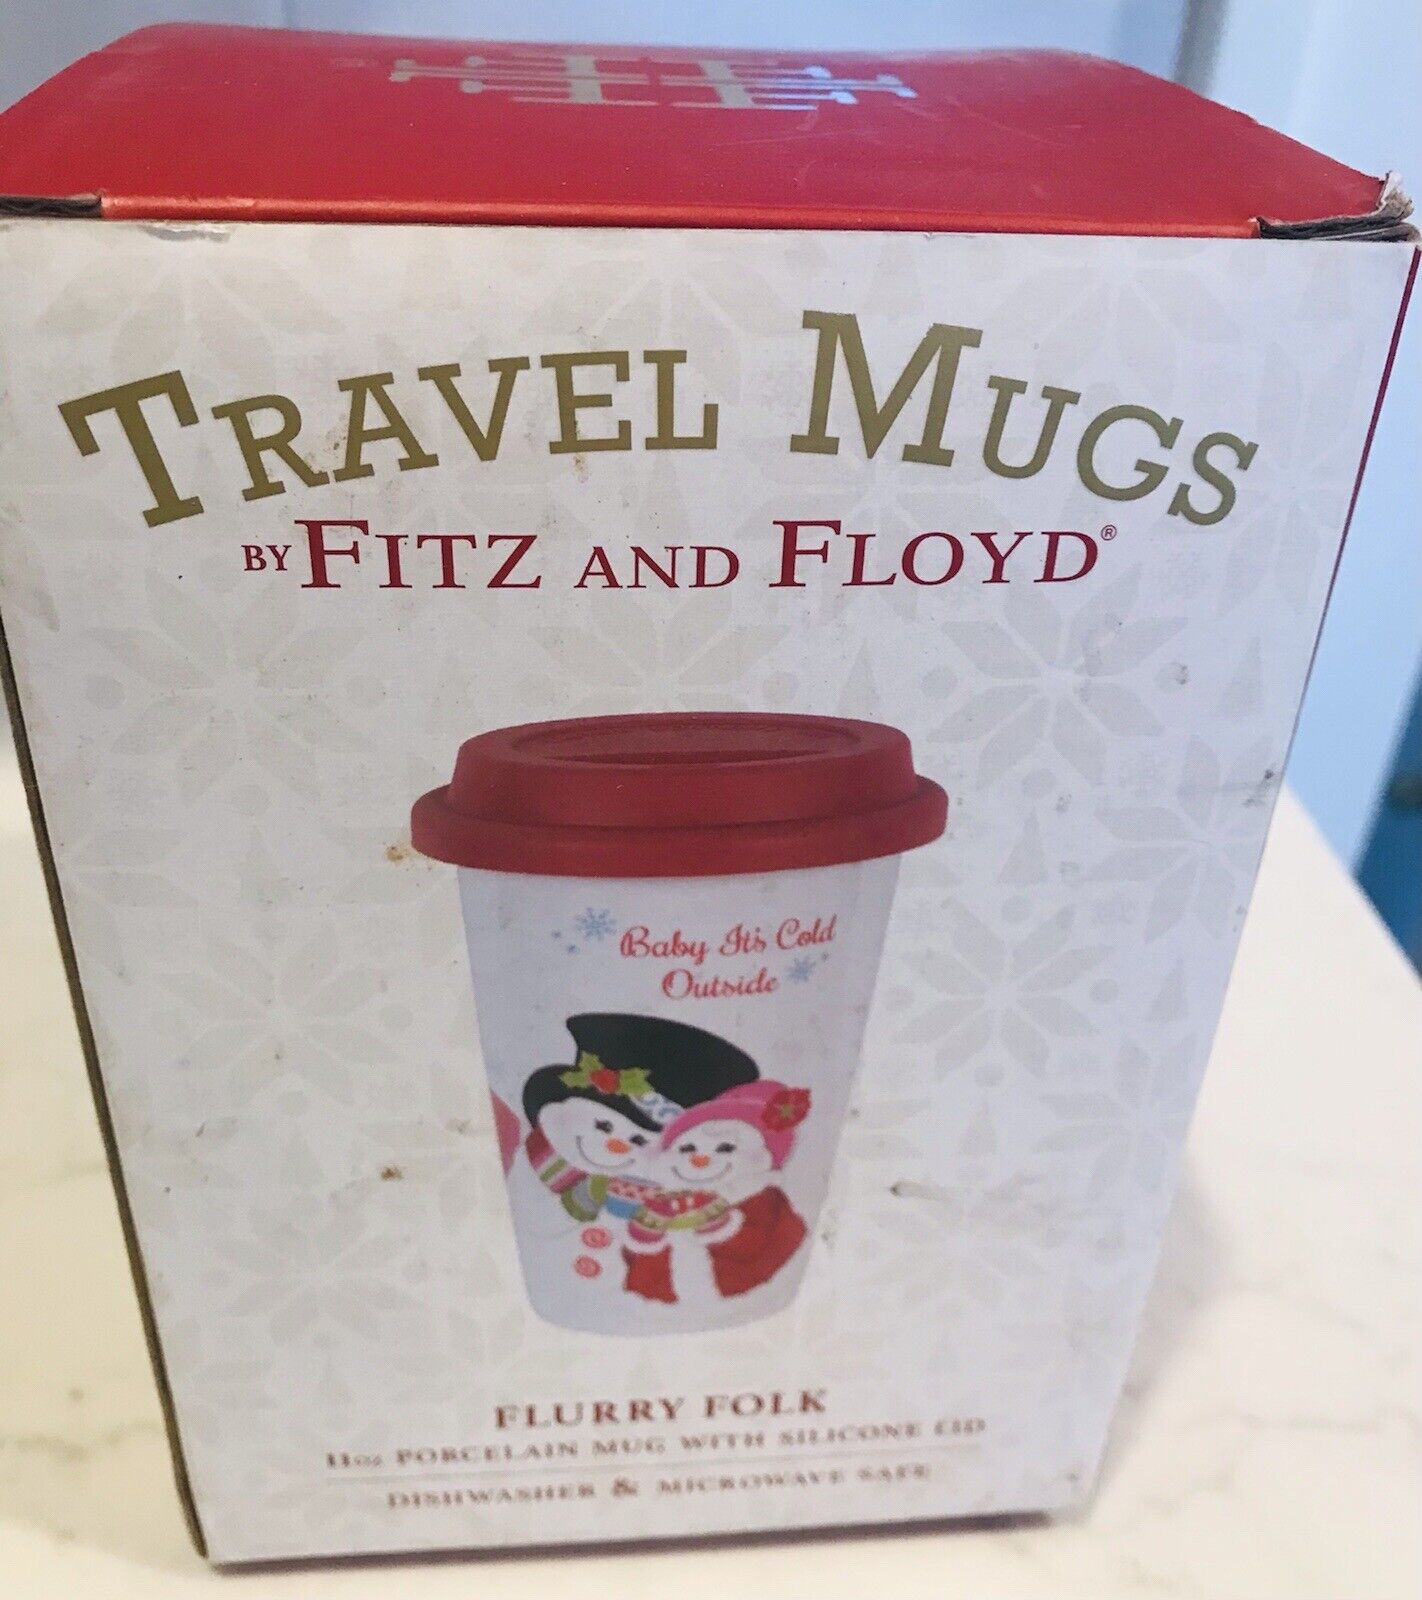 TRAVEL MUGS
BY FITZ AND FLOYD®
Baby It's Cold
Outside
FLURRY FOLK
11oz PORCELAIN MUG WITH SILICONE LID
DISHWASHER & MICROWAVE SAFE